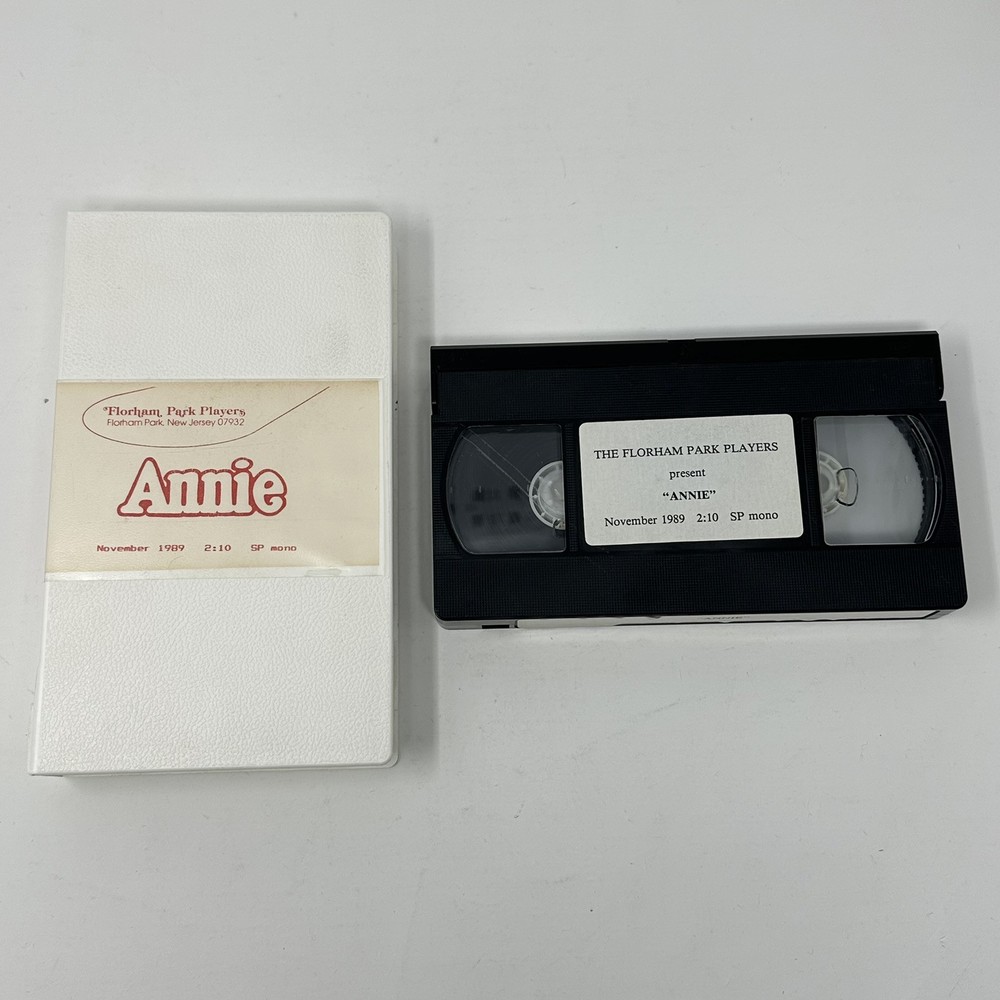 Florham Park Players
Florham Park, New Jersey 07932
Annie
November 1989 2:10 SP mono
THE FLORHAM PARK PLAYERS
present
"ANNIE"
November 1989 2:10 SP mono